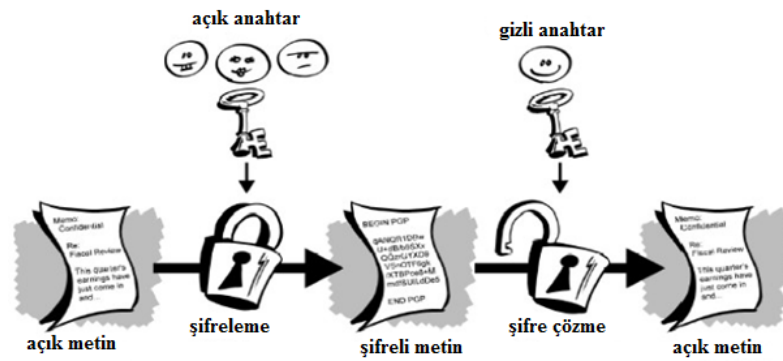 açık anahtar
gizli anahtar
Memo:
Confidential
Re:
Fiscal Review
This quarter's
earnings have
just come in
and...
BEGIN PGP
END PGP
Memo:
Confidential
Re:
Fiscal Review
This quarter's
earnings have
just come in
and...
açık metin
şifreleme
şifreli metin
şifre çözme
açık metin